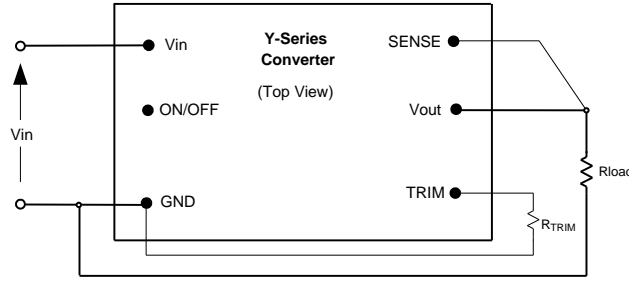 Y-Series
Converter
(Top View)
Vin
ON/OFF
GND
SENSE
Vout
TRIM
Vin
Rload
RTRIM